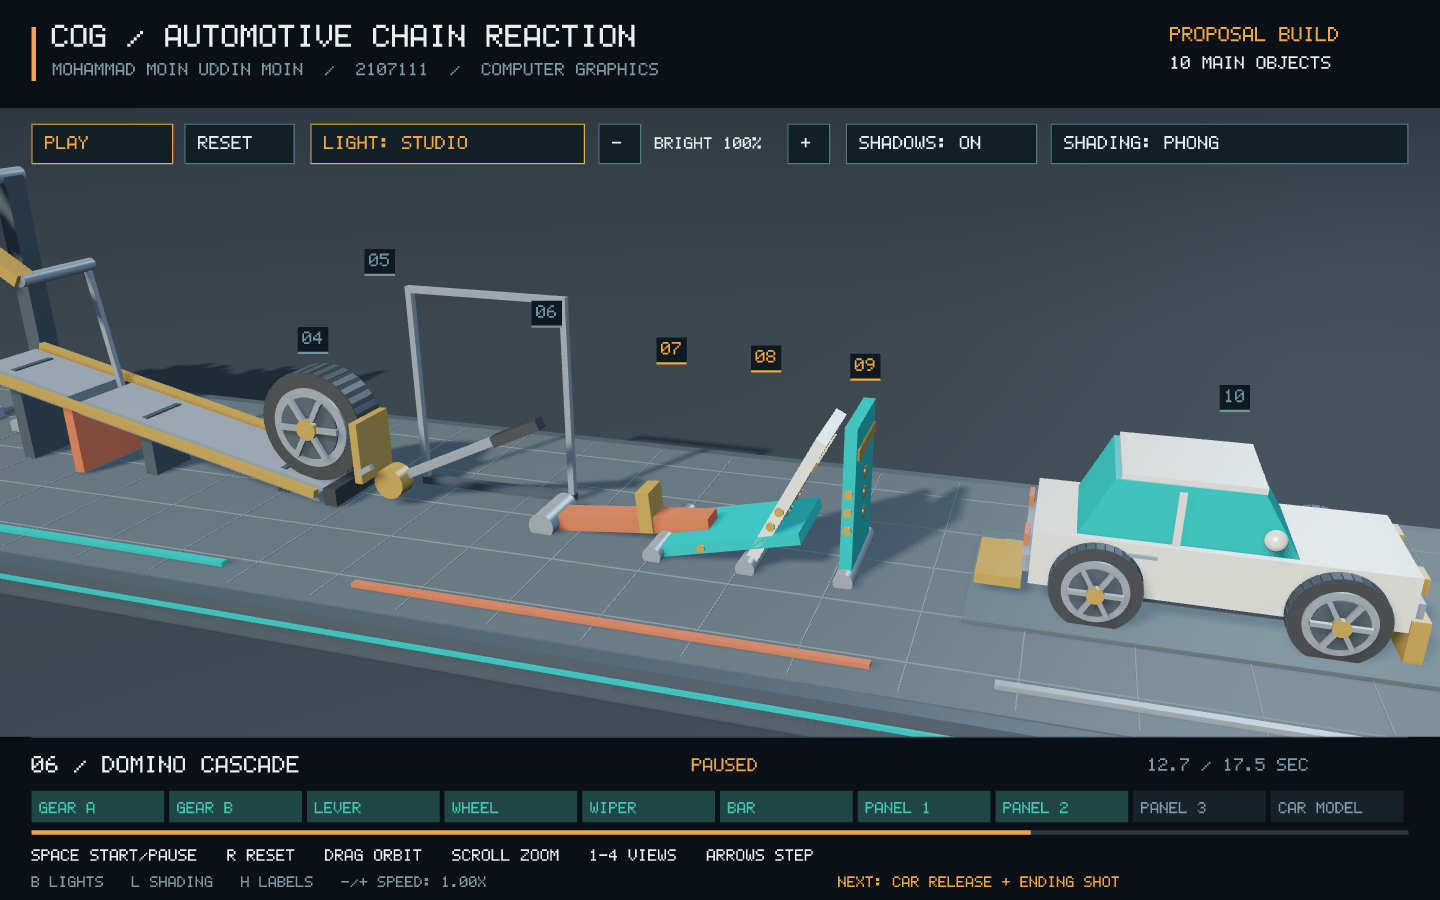 COG / AUTOMOTIVE CHAIN REACTION
MOHAMMAD MOIN UDDIN MOIN / 2107111 / COMPUTER GRAPHICS
PROPOSAL BUILD
10 MAIN OBJECTS
PLAY
RESET
LIGHT: STUDIO
-
BRIGHT 100%
+
SHADOWS: ON
SHADING: PHONG
05
06
04
07
08
09
10
06 / DOMINO CASCADE
PAUSED
12.7 / 17.5 SEC
GEAR A
GEAR B
LEVER
WHEEL
WIPER
BAR
PANEL 1
PANEL 2
PANEL 3
CAR MODEL
SPACE START/PAUSE R RESET DRAG ORBIT SCROLL ZOOM 1-4 VIEWS ARROWS STEP
B LIGHTS L SHADING H LABELS -/+ SPEED: 1.00X
NEXT: CAR RELEASE + ENDING SHOT